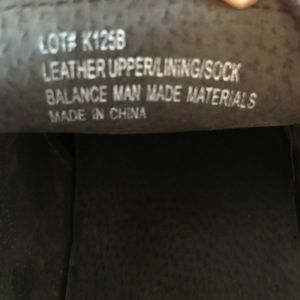 LOT# K125B
LEATHER UPPER/LINING/SOCK
BALANCE MAN MADE MATERIALS
MADE IN CHINA